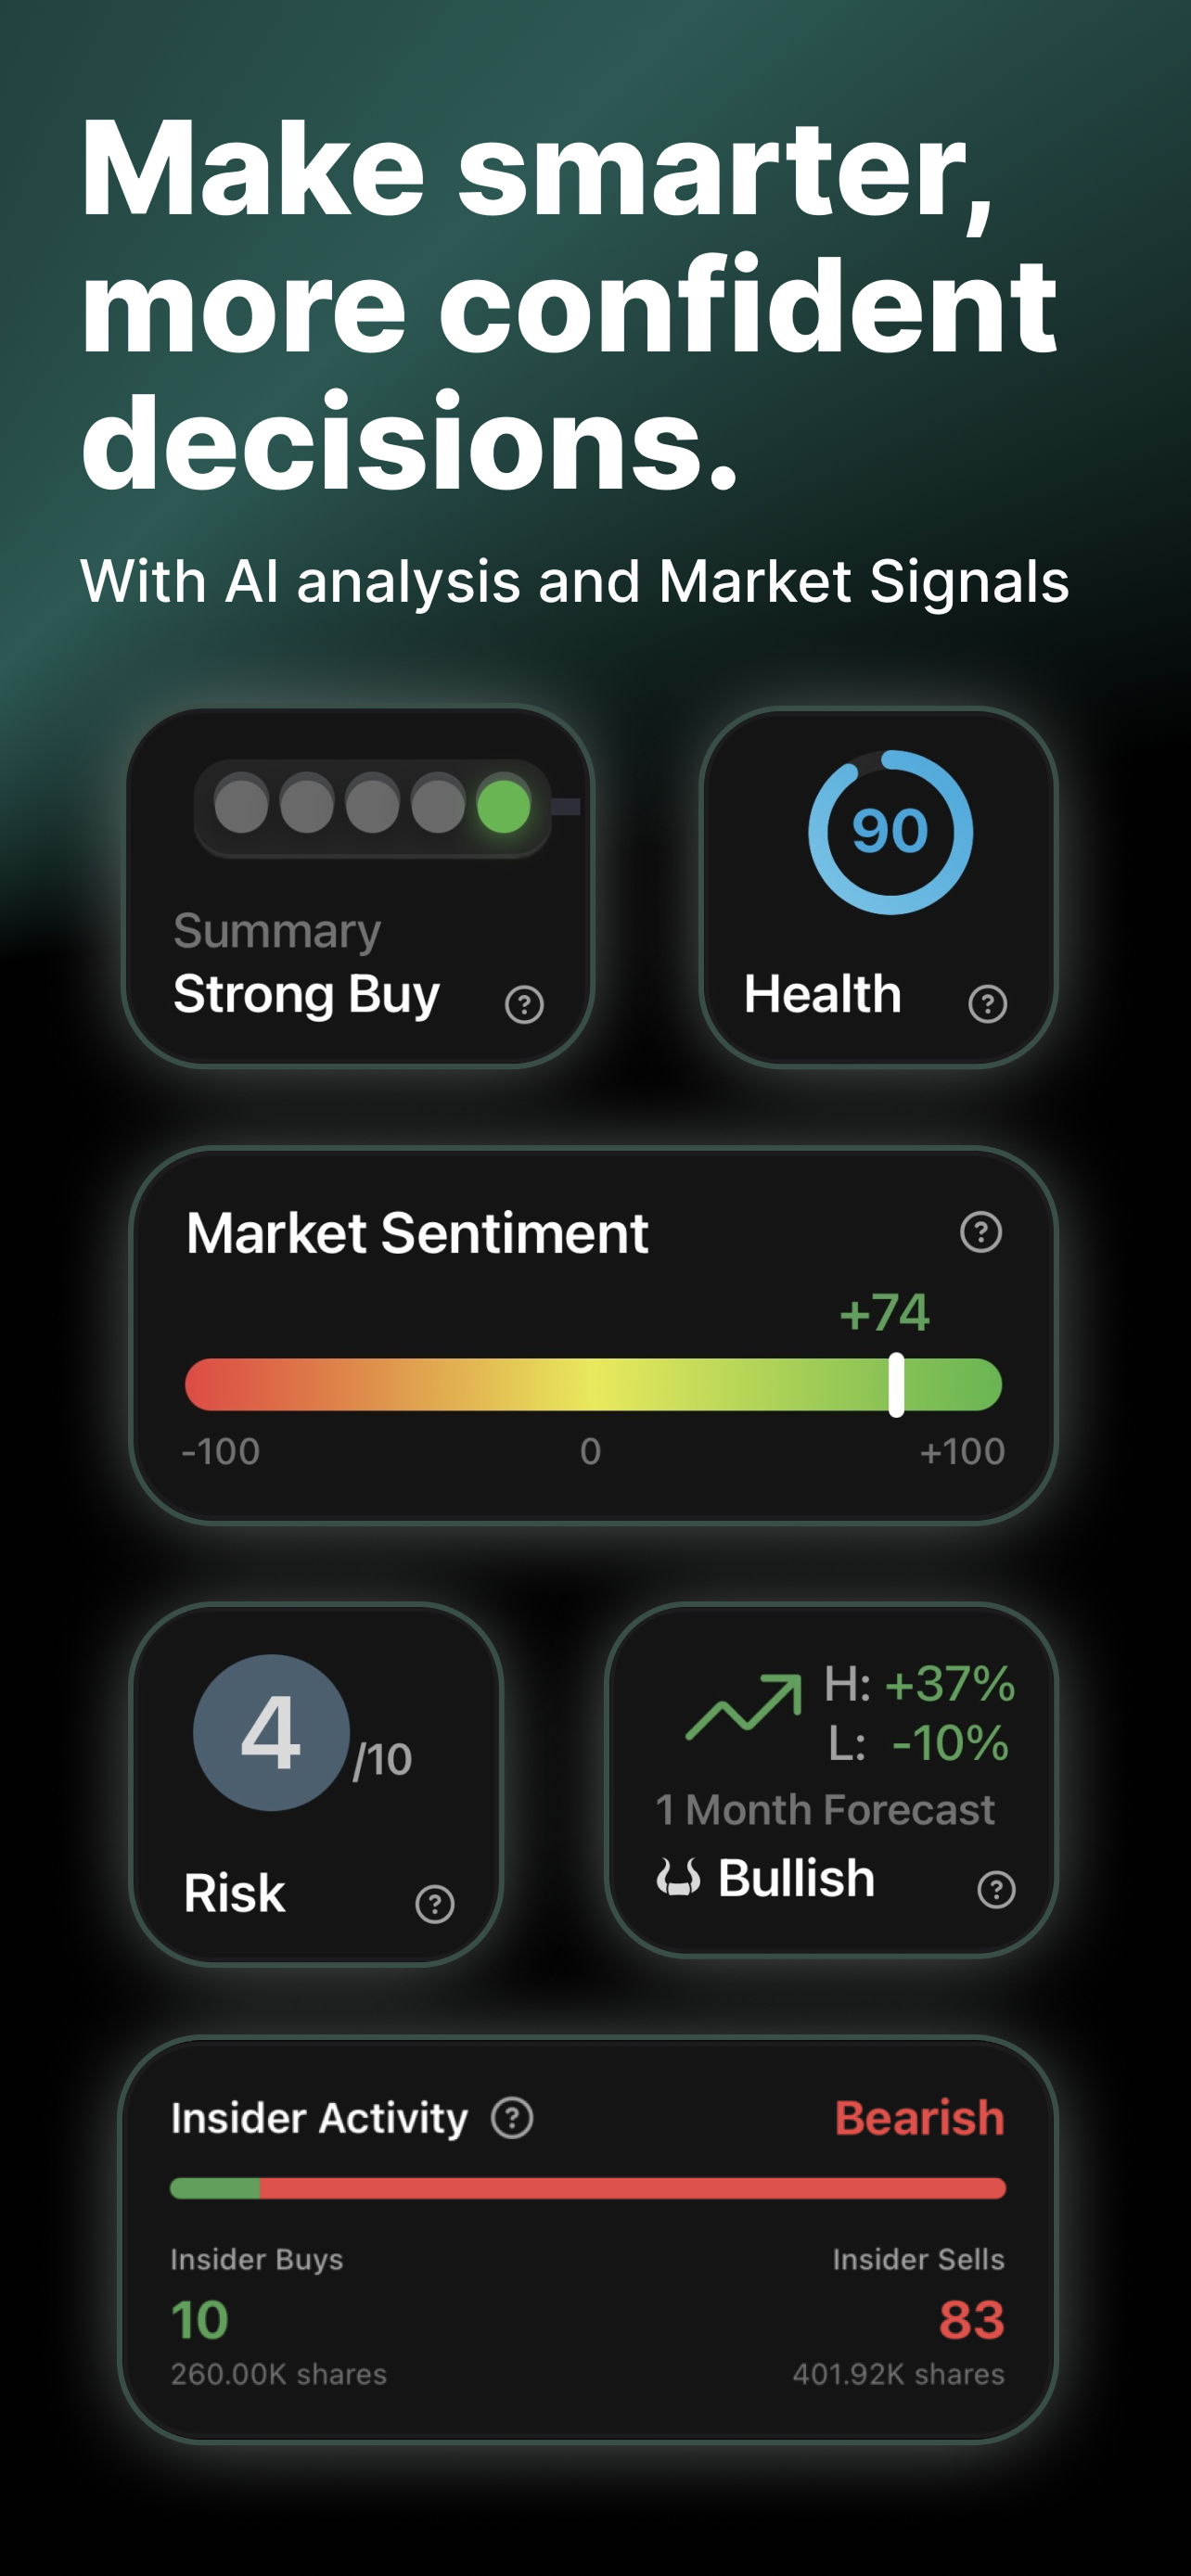 Make smarter,
more confident
decisions.
With AI analysis and Market Signals
Summary
Strong Buy ?
90
Health ?
Market Sentiment ?
+74
-100 0 +100
4/10
Risk ?
H: +37%
L: -10%
1 Month Forecast
Bullish ?
Insider Activity ? Bearish
Insider Buys Insider Sells
10 83
260.00K shares 401.92K shares